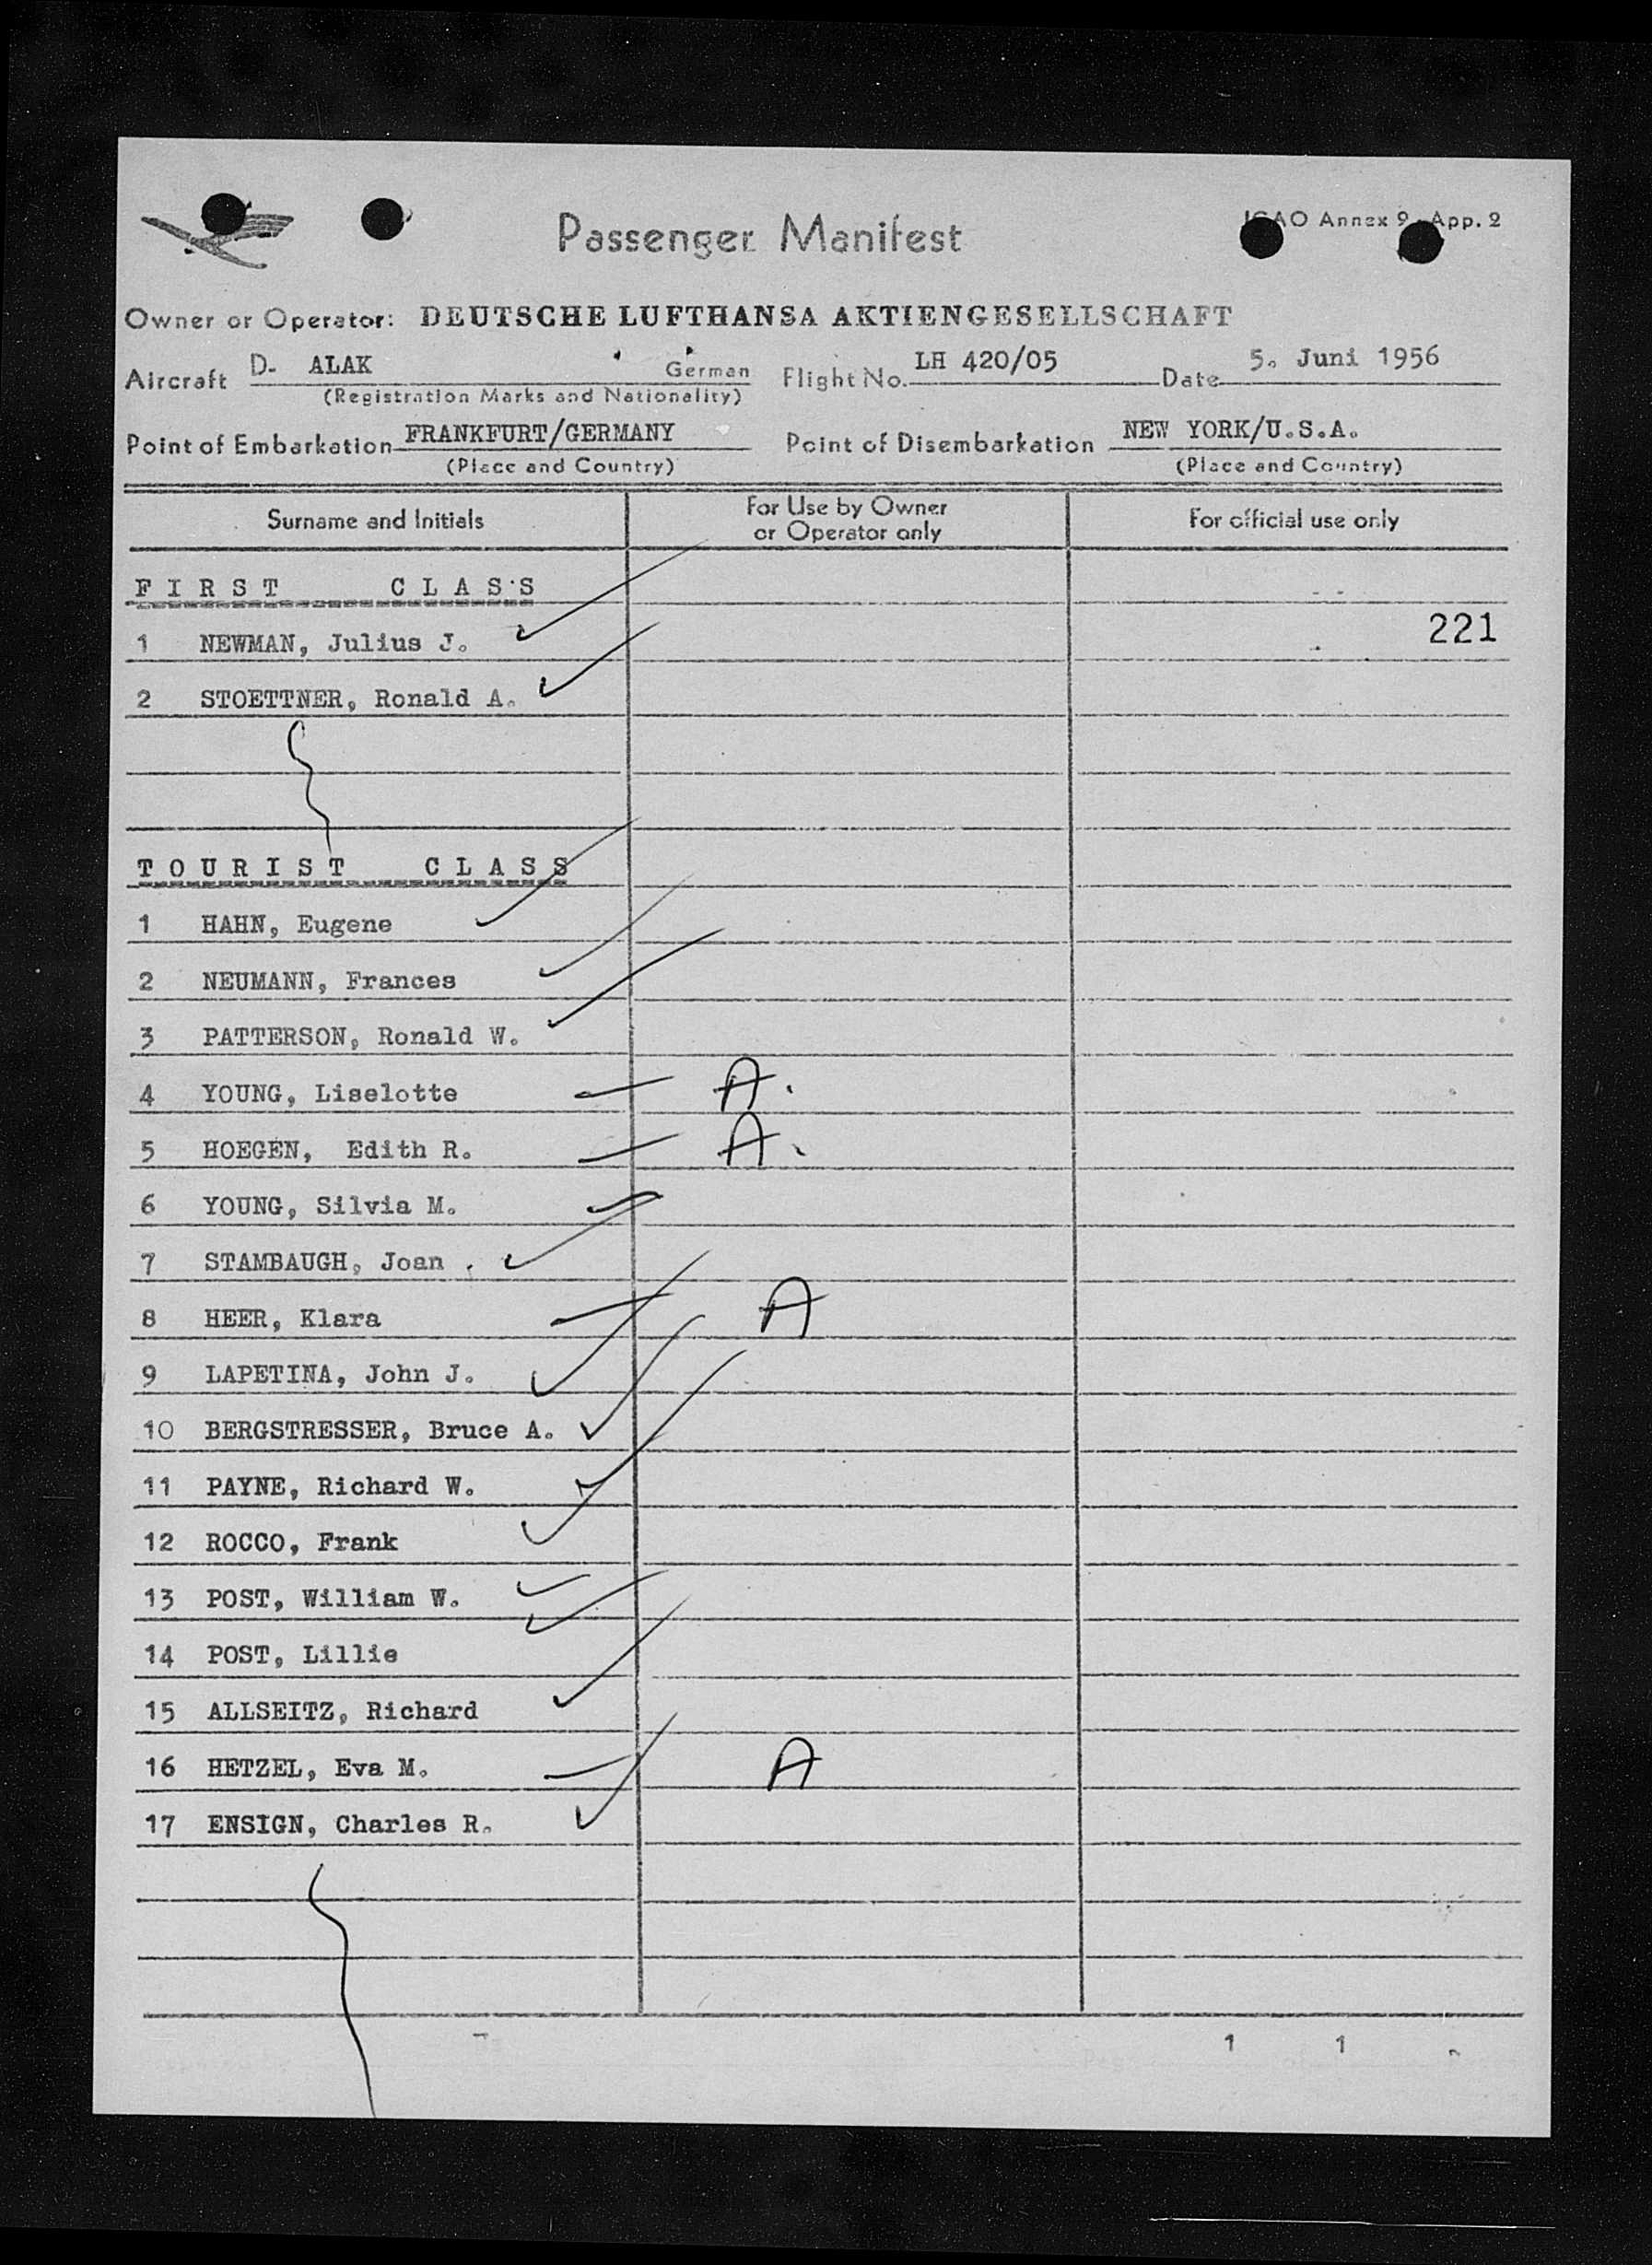 Passenger Manifest
ICAO Annex 9, App. 2
Owner or Operator: DEUTSCHE LUFTHANSA AKTIENGESELLSCHAFT
Aircraft D- ALAK German Flight No. LH 420/05 Date 5. Juni 1956
(Registration Marks and Nationality)
Point of Embarkation FRANKFURT/GERMANY Point of Disembarkation NEW YORK/U.S.A.
(Place and Country) (Place and Country)
Surname and Initials For Use by Owner or Operator only For official use only
FIRST CLASS
1 NEWMAN, Julius J. 221
2 STOETTNER, Ronald A.
TOURIST CLASS
1 HAHN, Eugene
2 NEUMANN, Frances
3 PATTERSON, Ronald W.
4 YOUNG, Liselotte A.
5 HOEGEN, Edith R. A.
6 YOUNG, Silvia M.
7 STAMBAUGH, Joan
8 HEER, Klara A
9 LAPETINA, John J.
10 BERGSTRESSER, Bruce A.
11 PAYNE, Richard W.
12 ROCCO, Frank
13 POST, William W.
14 POST, Lillie
15 ALLSEITZ, Richard
16 HETZEL, Eva M. A
17 ENSIGN, Charles R.
1 1